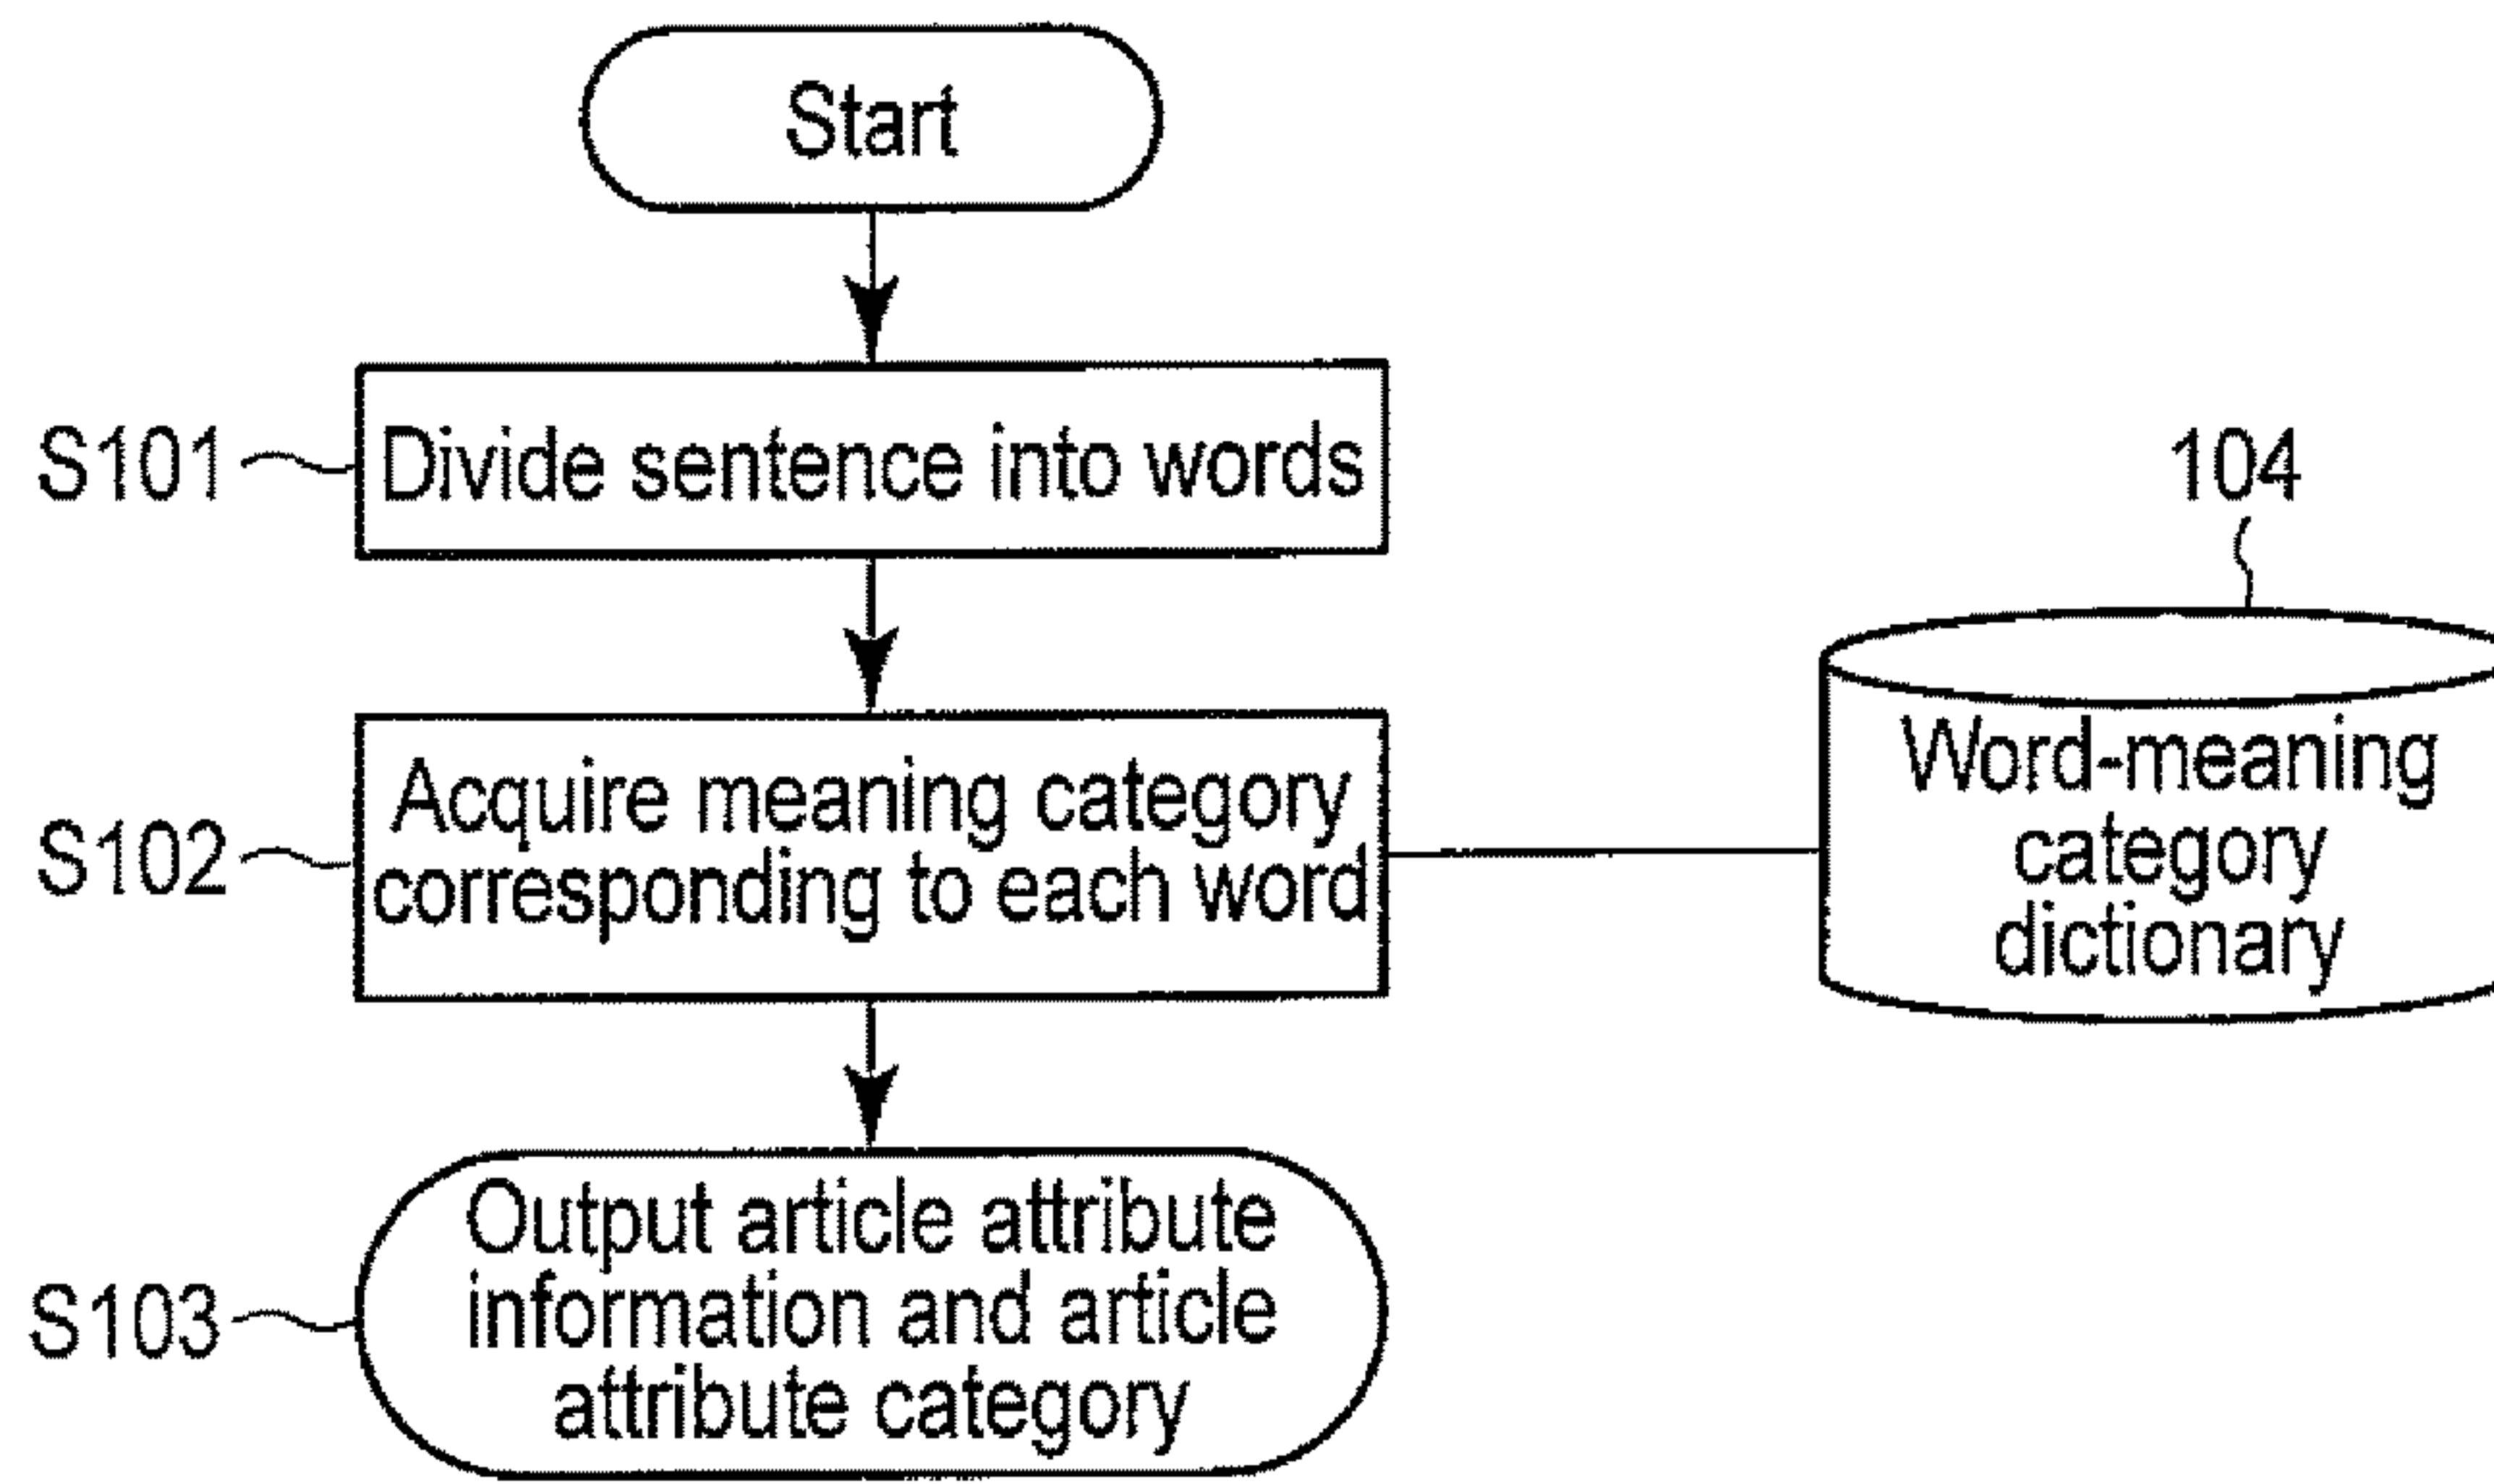 Start
S101
Divide sentence into words
104
S102
Acquire meaning category
corresponding to each word
Word-meaning
category
dictionary
S103
Output article attribute
information and article
attribute category